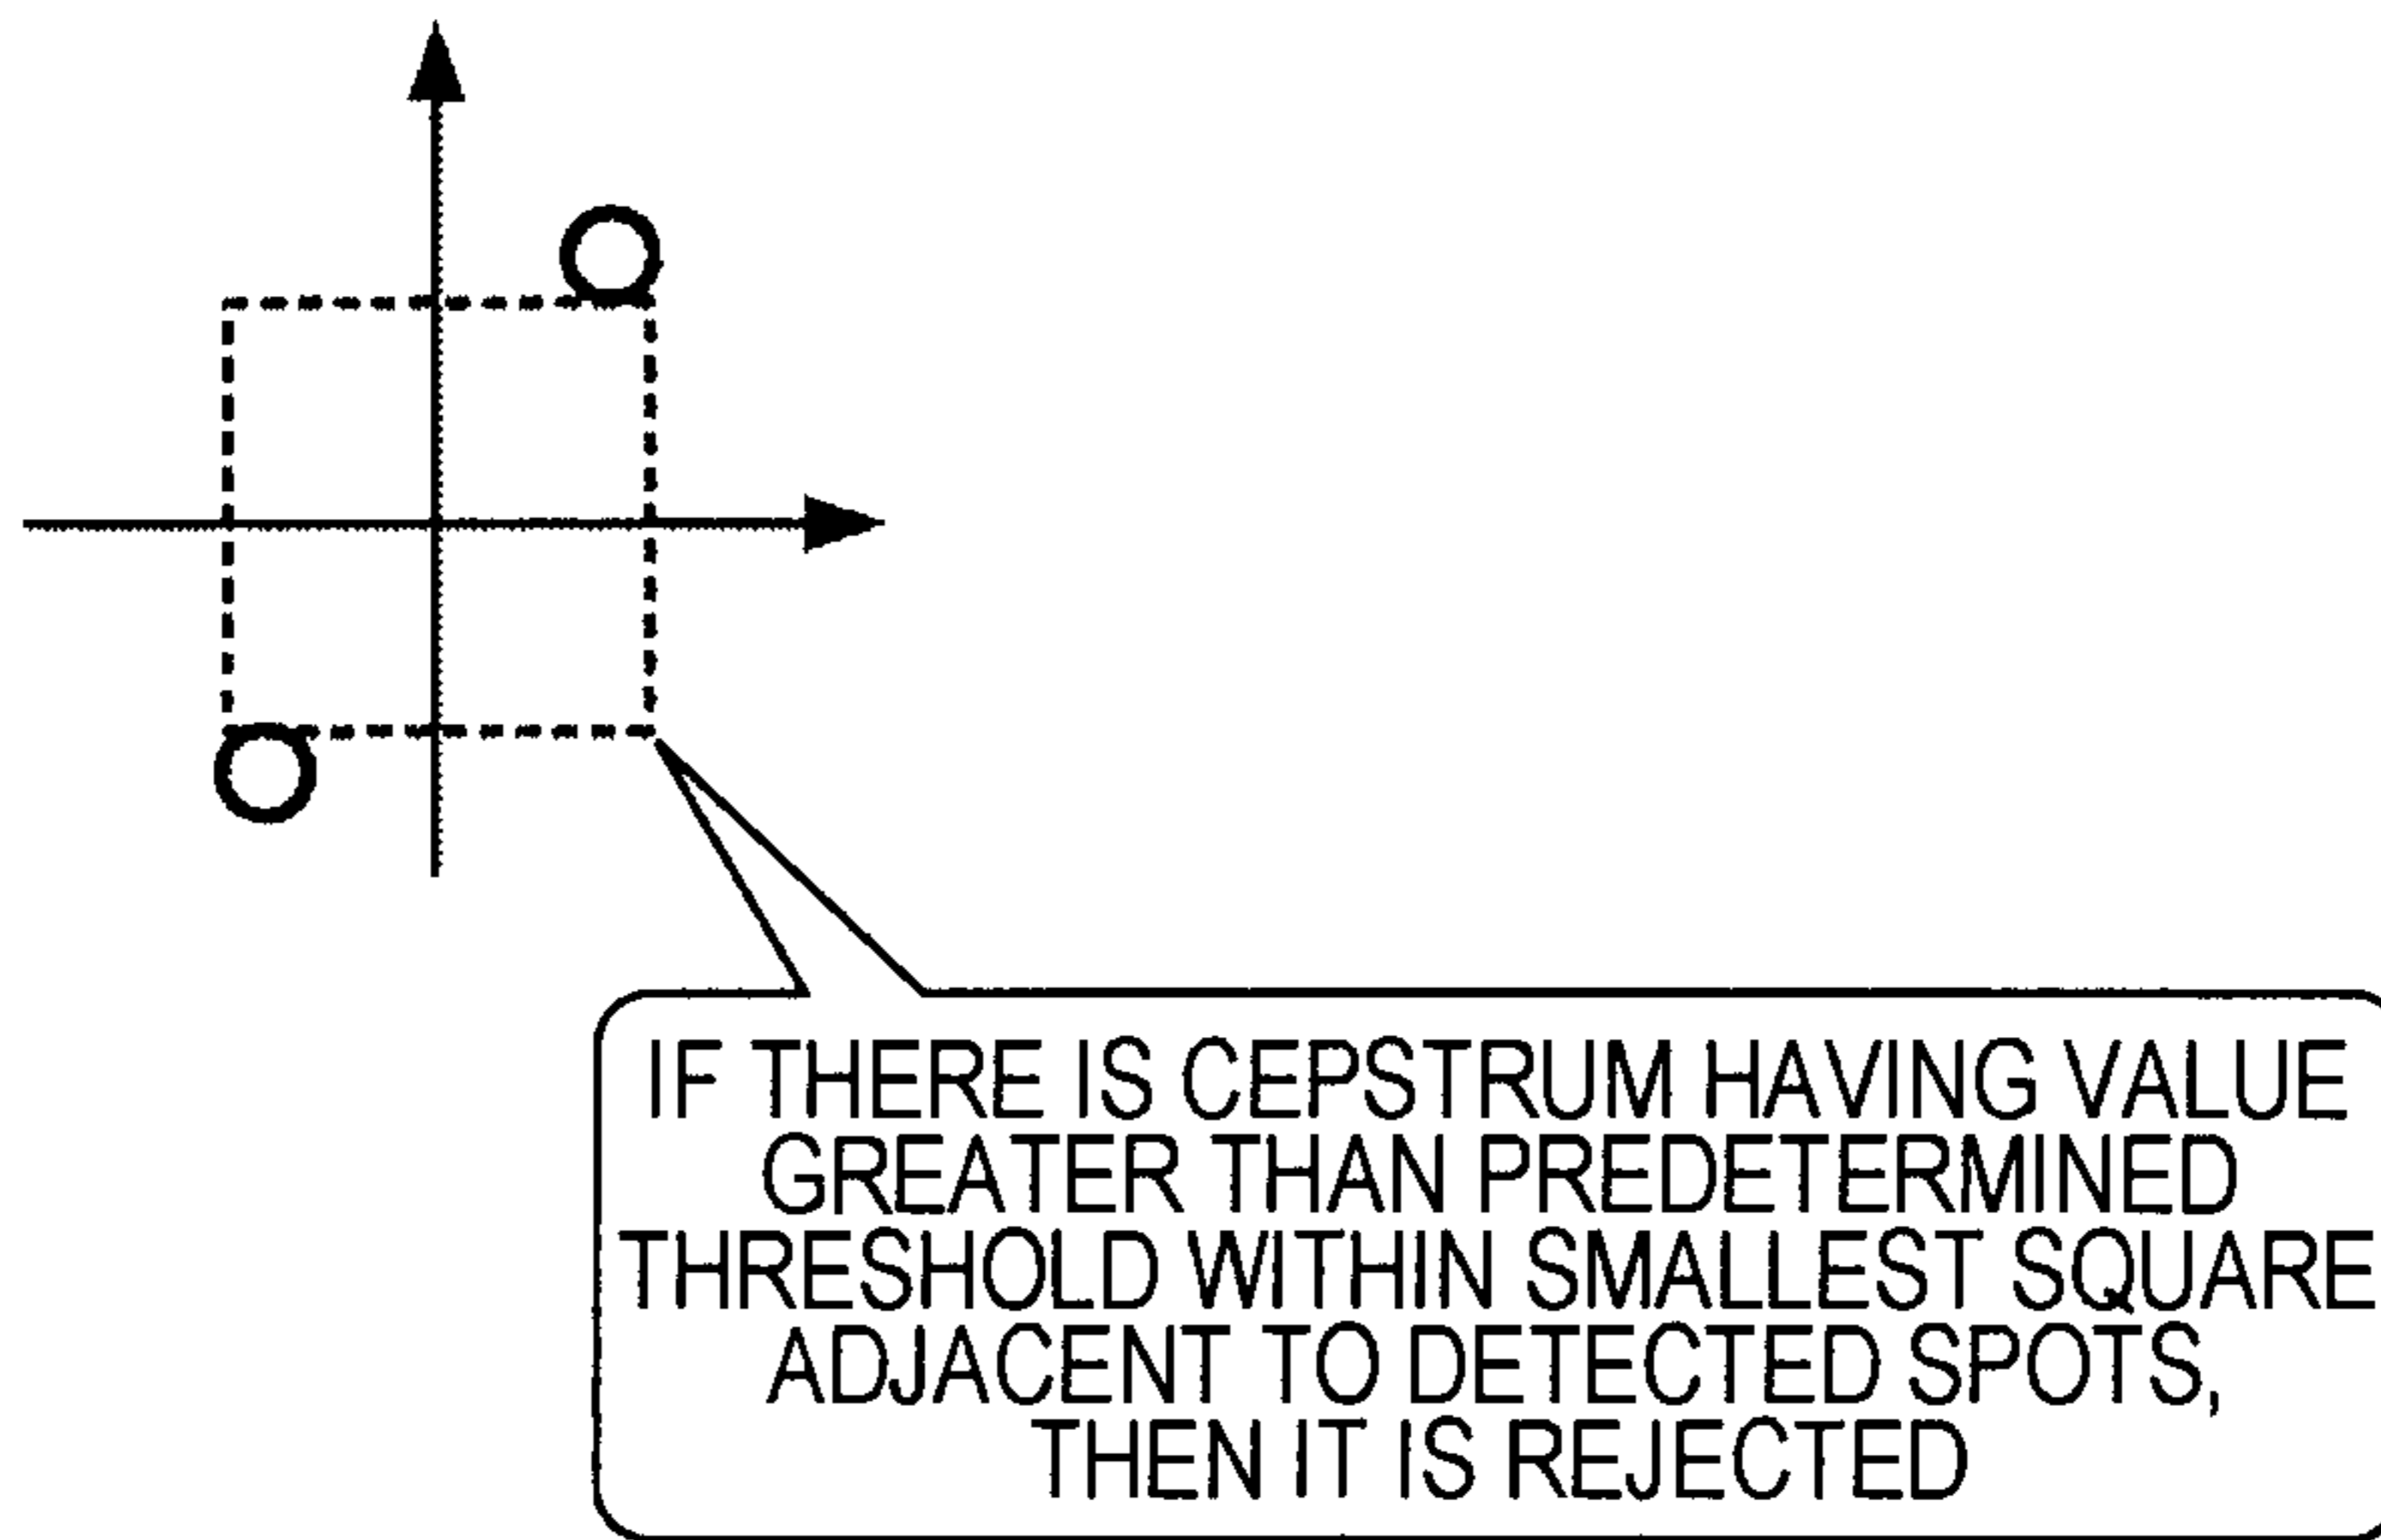 IF THERE IS CEPSTRUM HAVING VALUE
GREATER THAN PREDETERMINED
THRESHOLD WITHIN SMALLEST SQUARE
ADJACENT TO DETECTED SPOTS,
THEN IT IS REJECTED